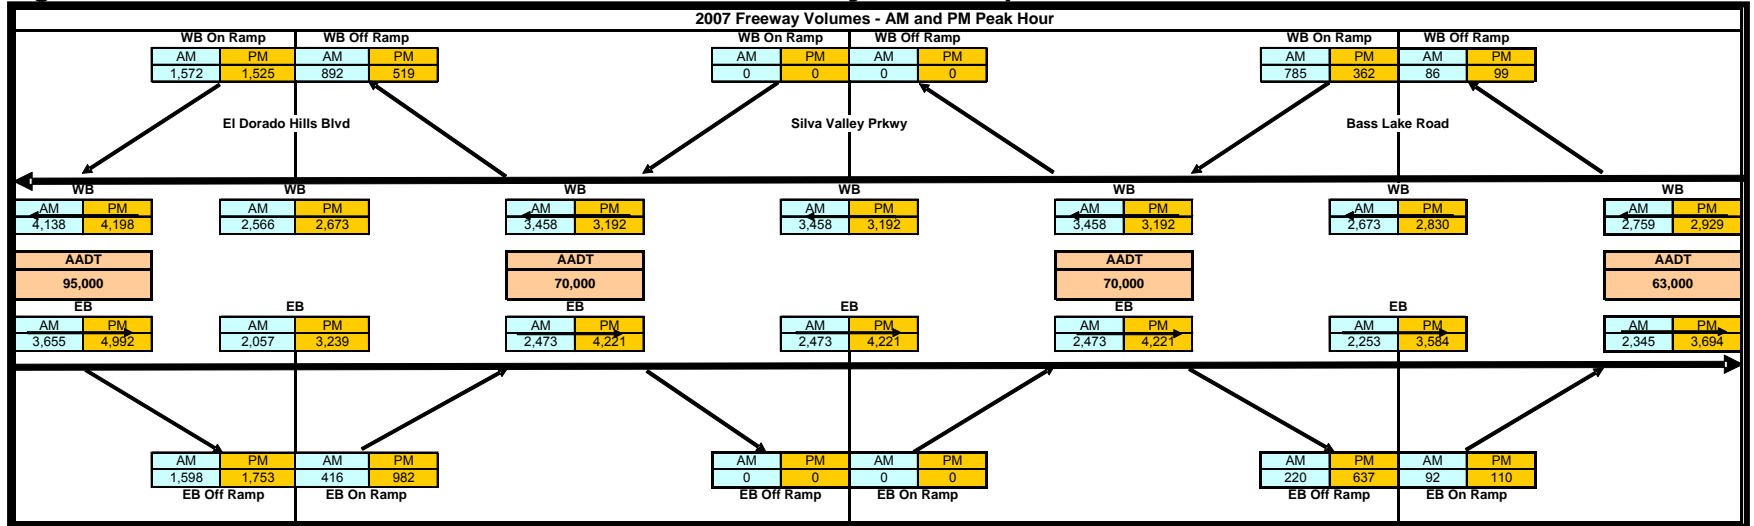 2007 Freeway Volumes - AM and PM Peak Hour
WB On Ramp WB Off Ramp WB On Ramp WB Off Ramp WB On Ramp WB Off Ramp
AM PM AM PM AM PM AM PM AM PM AM PM
1,572 1,525 892 519 0 0 0 0 785 362 86 99
El Dorado Hills Blvd Silva Valley Prkwy Bass Lake Road
WB WB WB WB WB WB WB
AM PM AM PM AM PM AM PM AM PM AM PM AM PM
4,138 4,198 2,566 2,673 3,458 3,192 3,458 3,192 3,458 3,192 2,673 2,830 2,759 2,929
AADT AADT AADT AADT
95,000 70,000 70,000 63,000
EB EB EB EB EB EB EB
AM PM AM PM AM PM AM PM AM PM AM PM AM PM
3,655 4,992 2,057 3,239 2,473 4,221 2,473 4,221 2,473 4,221 2,253 3,584 2,345 3,694
AM PM AM PM AM PM AM PM AM PM AM PM
1,598 1,753 416 982 0 0 0 0 220 637 92 110
EB Off Ramp EB On Ramp EB Off Ramp EB On Ramp EB Off Ramp EB On Ramp